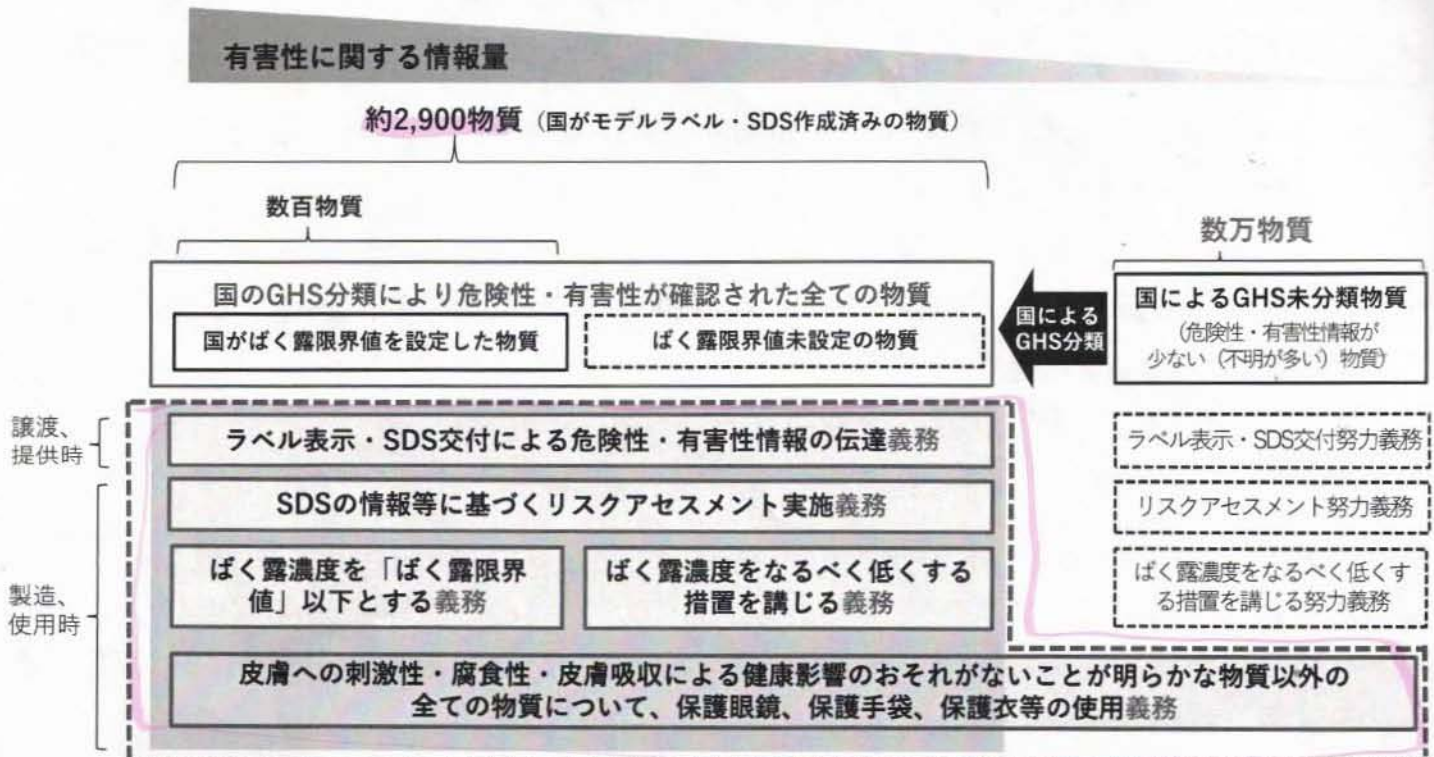 有害性に関する情報量
約2,900物質（国がモデルラベル・SDS作成済みの物質）
数百物質
数万物質
国のGHS分類により危険性・有害性が確認された全ての物質
国がばく露限界値を設定した物質
ばく露限界値未設定の物質
国による
GHS分類
国によるGHS未分類物質
（危険性・有害性情報が
少ない（不明が多い）物質）
譲渡、
提供時
ラベル表示・SDS交付による危険性・有害性情報の伝達義務
ラベル表示・SDS交付努力義務
製造、
使用時
SDSの情報等に基づくリスクアセスメント実施義務
リスクアセスメント努力義務
ばく露濃度を「ばく露限界
値」以下とする義務
ばく露濃度をなるべく低くする
措置を講じる義務
ばく露濃度をなるべく低くす
る措置を講じる努力義務
皮膚への刺激性・腐食性・皮膚吸収による健康影響のおそれがないことが明らかな物質以外の
全ての物質について、保護眼鏡、保護手袋、保護衣等の使用義務